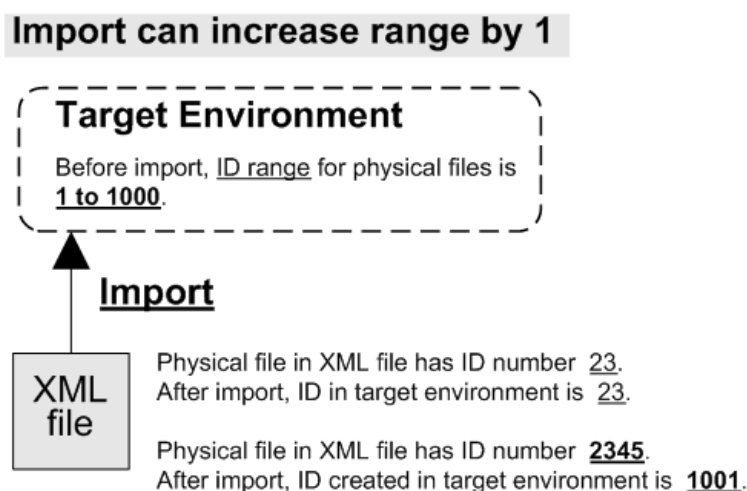 Import can increase range by 1
Target Environment
Before import, ID range for physical files is
1 to 1000.
Import
XML
file
Physical file in XML file has ID number 23.
After import, ID in target environment is 23.
Physical file in XML file has ID number 2345.
After import, ID created in target environment is 1001.